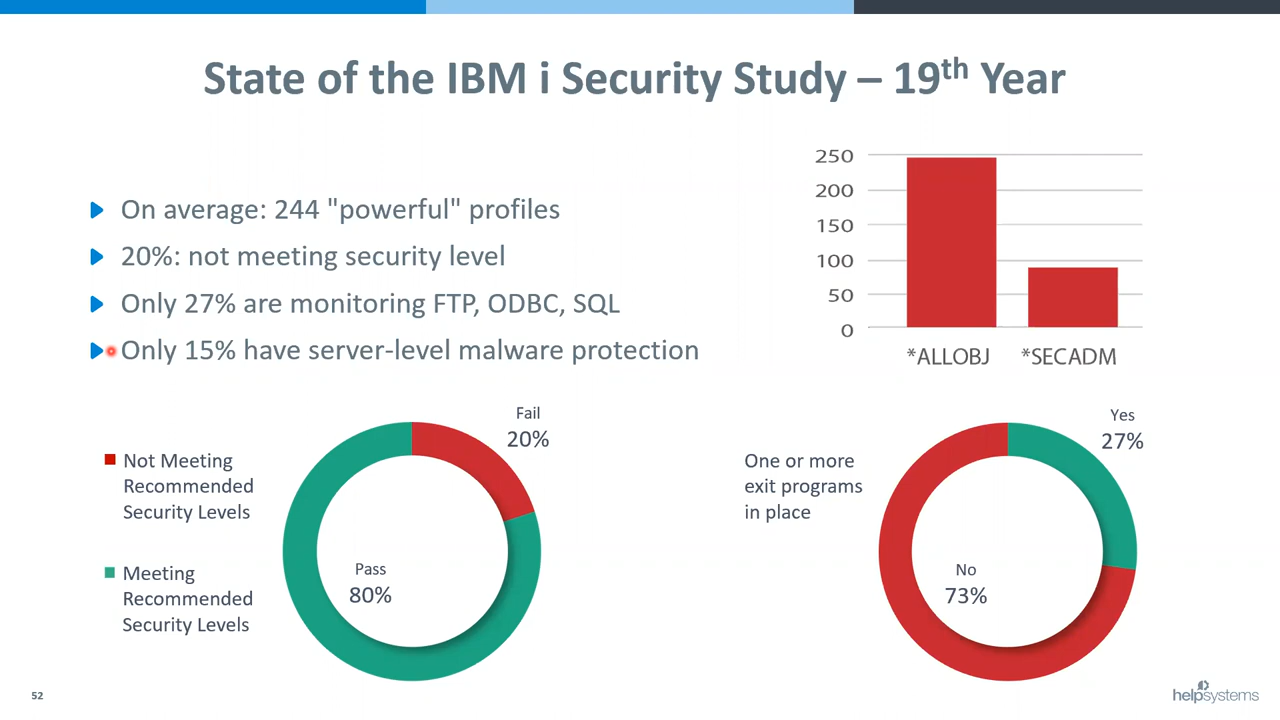 State of the IBM i Security Study – 19th Year
On average: 244 "powerful" profiles
20%: not meeting security level
Only 27% are monitoring FTP, ODBC, SQL
Only 15% have server-level malware protection
250
200
150
100
50
0
*ALLOBJ
*SECADM
Not Meeting
Recommended
Security Levels
Meeting
Recommended
Security Levels
Fail
20%
Pass
80%
One or more
exit programs
in place
Yes
27%
No
73%
52
helpsystems